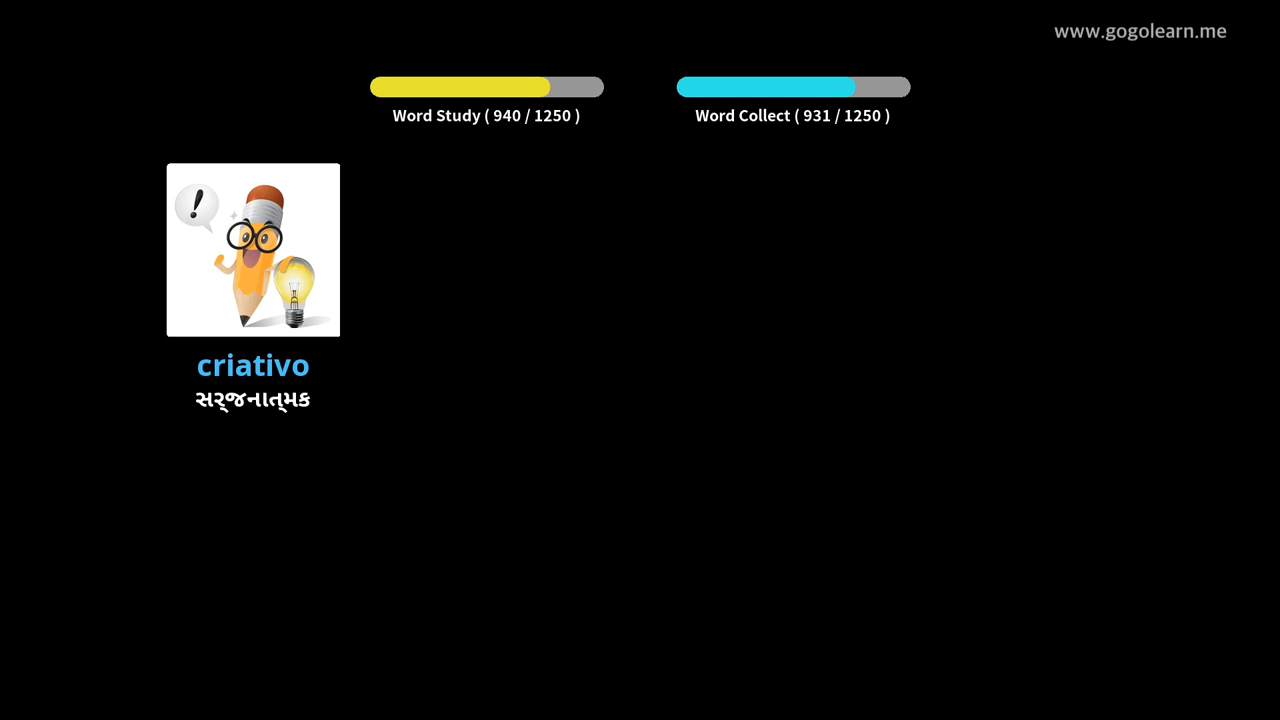 www.gogolearn.me
Word Study ( 940 / 1250 )
Word Collect ( 931 / 1250 )
!
criativo
સર્જનાત્મક